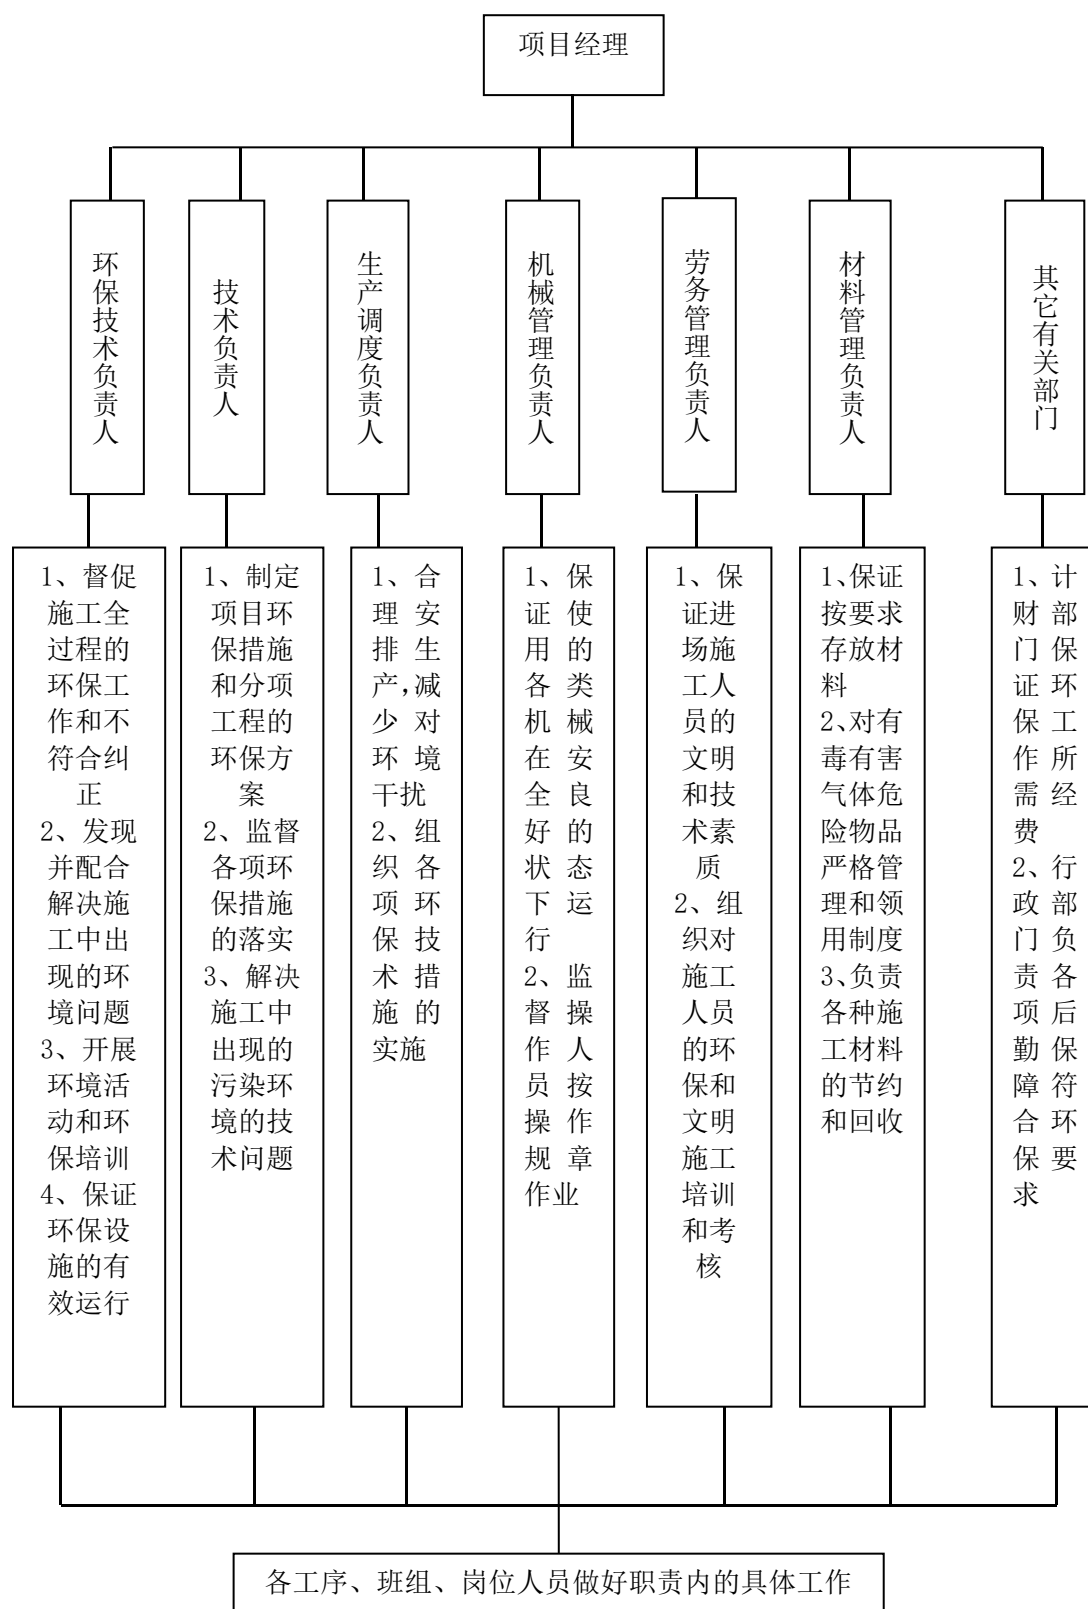 项目经理
环保技术负责人
技术负责人
生产调度负责人
机械管理负责人
劳务管理负责人
材料管理负责人
其它有关部门
1、督促
施工全
过程的
环保工
作和不
符合纠
正
2、发现
并配合
解决施
工中出
现的环
境问题
3、开展
环境活
动和环
保培训
4、保证
环保设
施的有
效运行
1、制定
项目环
保措施
和分项
工程的
环保方
案
2、监督
各项环
保措施
的落实
3、解决
施工中
出现的
污染环
境的技
术问题
1、合
理安
排生
产,减
少对
环境
干扰
2、组
织各
项环
保技
术措
施的
实施
1、保
证使
用的
各类
机械
在安
全良
好的
状态
下运
行
2、监
督操
作人
员按
操作
规章
作业
1、保
证进
场施
工人
员的
文明
和技
术素
质
2、组
织对
施工
人员
的环
保和
文明
施工
培训
和考
核
1、保证
按要求
存放材
料
2、对有
毒有害
气体危
险物品
严格管
理和领
用制度
3、负责
各种施
工材料
的节约
和回收
1、计
财部
门保
证环
保工
作所
需经
费
2、行
政部
门负
责各
项后
勤保
障符
合环
保要
求
各工序、班组、岗位人员做好职责内的具体工作